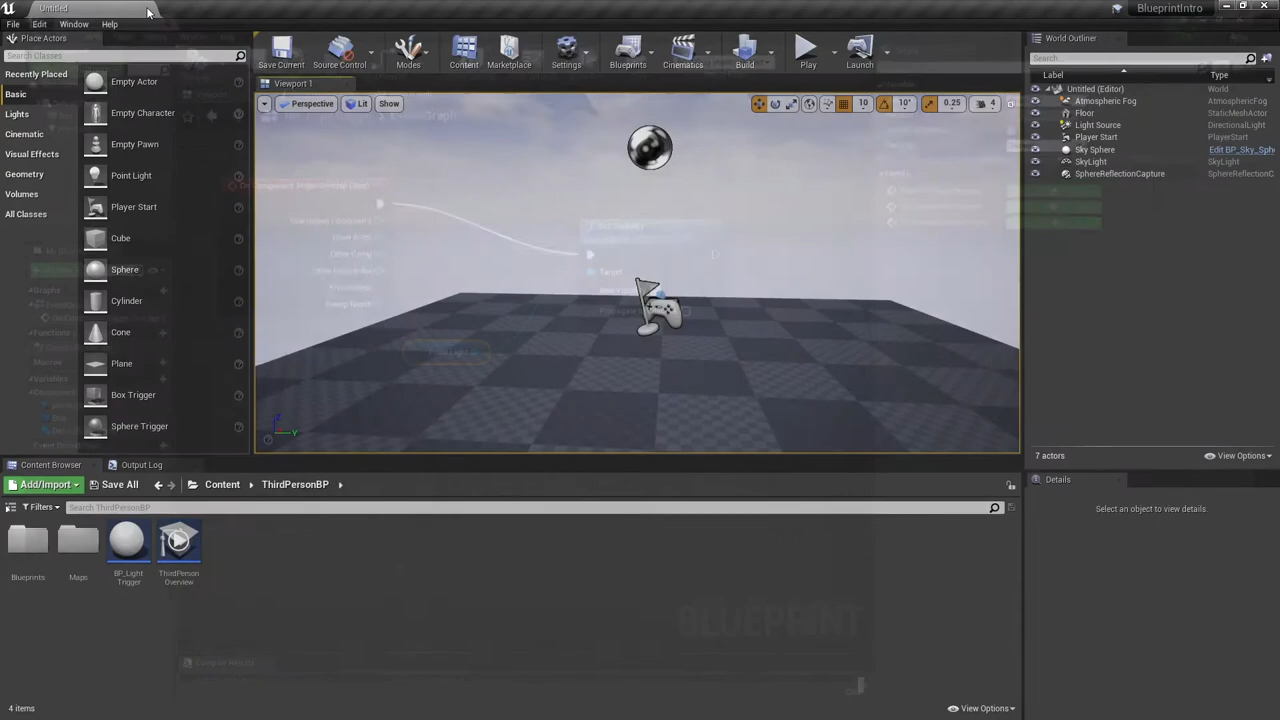 Untitled
BlueprintIntro
File Edit Window Help
Place Actors
Search Classes
Recently Placed
Basic
Lights
Cinematic
Visual Effects
Geometry
Volumes
All Classes
Empty Actor
Empty Character
Empty Pawn
Point Light
Player Start
Cube
Sphere
Cylinder
Cone
Plane
Box Trigger
Sphere Trigger
Save Current Source Control Modes Content Marketplace Settings Blueprints Cinematics Build Play Launch
Viewport 1
Perspective Lit Show
10 10° 0.25 4
Target
World Outliner
Search
Label Type
Untitled (Editor) World
Atmospheric Fog AtmosphericFog
Floor StaticMeshActor
Light Source DirectionalLight
Player Start PlayerStart
Sky Sphere Edit BP_Sky_Sph
SkyLight SkyLight
SphereReflectionCapture SphereReflectionC
7 actors View Options
Details
Select an object to view details.
Content Browser Output Log
Add/Import Save All Content ThirdPersonBP
Filters Search ThirdPersonBP
Blueprints
Maps
BP_Light
Trigger
ThirdPerson
Overview
BLUEPRINT
Compiler Results
4 items View Options